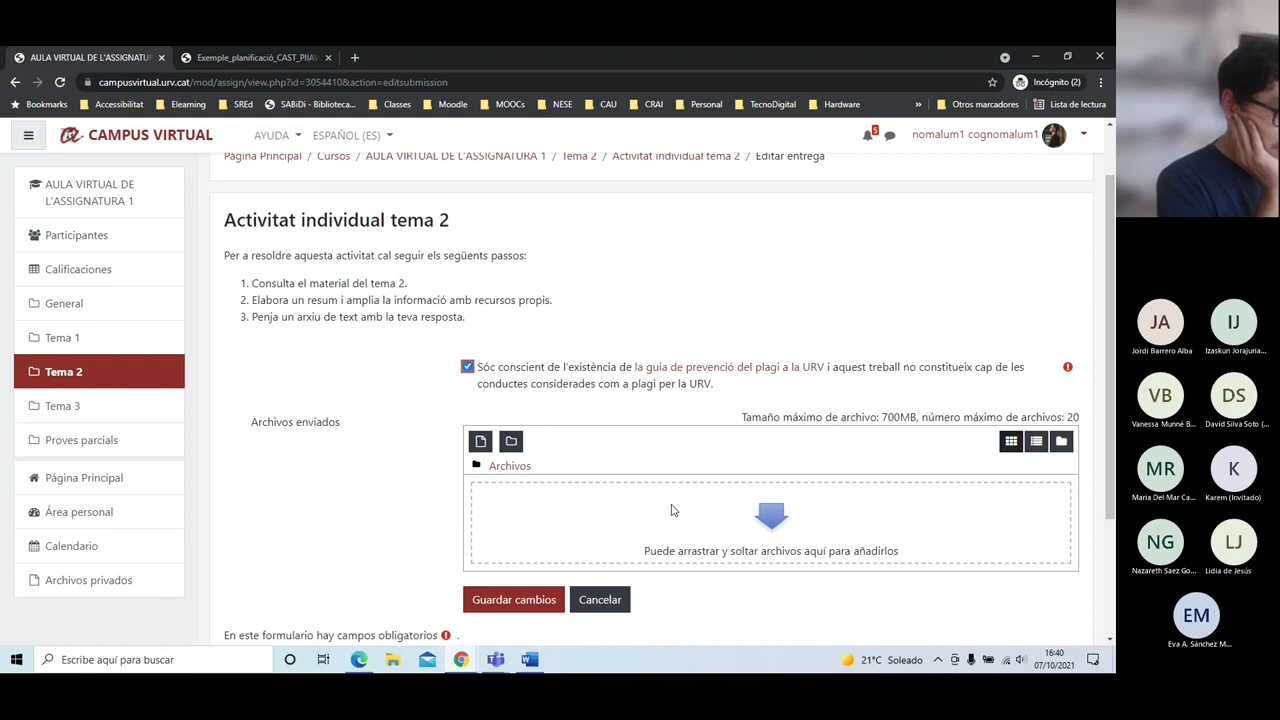 AULA VIRTUAL DE L'ASSIGNATUR
Exemple_planificació_CAST_PIIAV
campusvirtual.urv.cat/mod/assign/view.php?id=3054410&action=editsubmission
Incógnito (2)
Bookmarks
Accessibilitat
Elearning
SREd
SABiDi - Biblioteca...
Classes
Moodle
MOOCs
NESE
CAU
CRAI
Personal
TecnoDigital
Hardware
»
Otros marcadores
Lista de lectura
CAMPUS VIRTUAL
AYUDA
ESPAÑOL (ES)
5
nomalum1 cognomalum1
Página Principal / Cursos / AULA VIRTUAL DE L'ASSIGNATURA 1 / Tema 2 / Activitat individual tema 2 / Editar entrega
AULA VIRTUAL DE
L'ASSIGNATURA 1
Participantes
Calificaciones
General
Tema 1
Tema 2
Tema 3
Proves parcials
Página Principal
Área personal
Calendario
Archivos privados
Activitat individual tema 2
Per a resoldre aquesta activitat cal seguir els següents passos:
1. Consulta el material del tema 2.
2. Elabora un resum i amplia la informació amb recursos propis.
3. Penja un arxiu de text amb la teva resposta.
Sóc conscient de l'existència de la guia de prevenció del plagi a la URV i aquest treball no constitueix cap de les
conductes considerades com a plagi per la URV.
Archivos enviados
Tamaño máximo de archivo: 700MB, número máximo de archivos: 20
Archivos
Puede arrastrar y soltar archivos aquí para añadirlos
Guardar cambios
Cancelar
En este formulario hay campos obligatorios .
Escribe aquí para buscar
21°C Soleado
16:40
07/10/2021
JA
Jordi Barrero Alba
IJ
Izaskun Jorajuria...
VB
Vanessa Munné B...
DS
David Silva Soto (...
MR
Maria Del Mar Ca...
K
Karem (Invitado)
NG
Nazareth Saez Go...
LJ
Lidia de Jesús
EM
Eva A. Sánchez M...